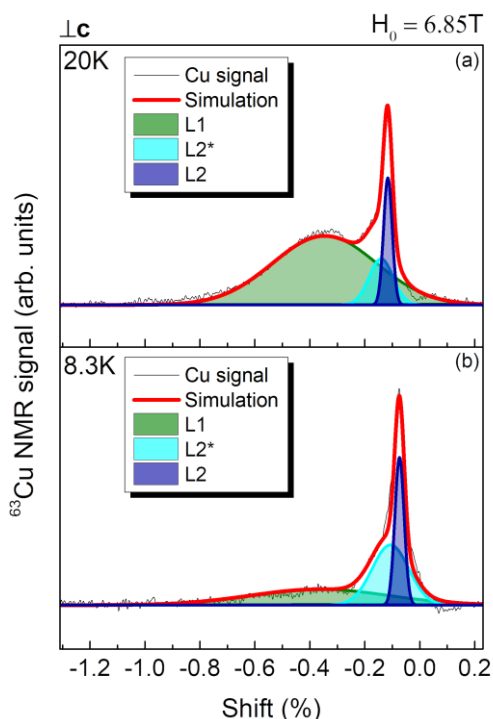 ⊥c
H₀ = 6.85T
20K
(a)
Cu signal
Simulation
L1
L2*
L2
8.3K
(b)
Cu signal
Simulation
L1
L2*
L2
⁶³Cu NMR signal (arb. units)
-1.2 -1.0 -0.8 -0.6 -0.4 -0.2 0.0 0.2
Shift (%)